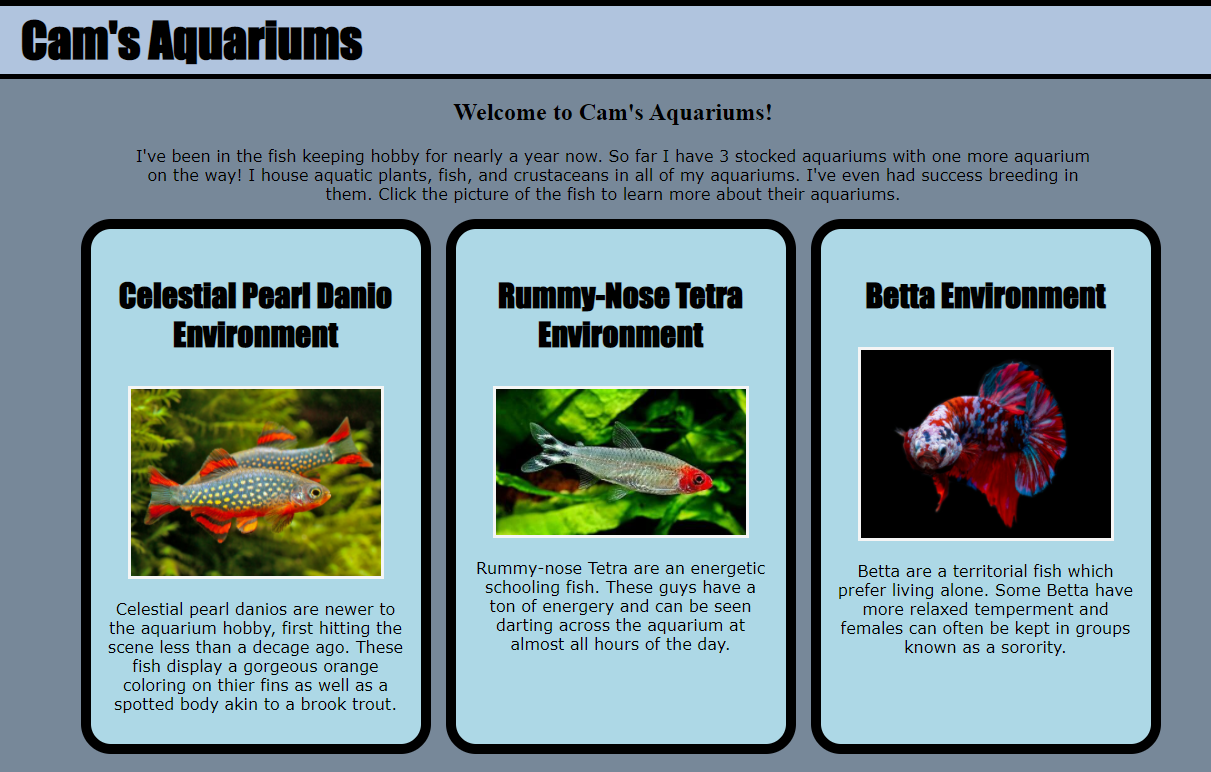 Cam's Aquariums
Welcome to Cam's Aquariums!
I've been in the fish keeping hobby for nearly a year now. So far I have 3 stocked aquariums with one more aquarium
on the way! I house aquatic plants, fish, and crustaceans in all of my aquariums. I've even had success breeding in
them. Click the picture of the fish to learn more about their aquariums.
Celestial Pearl Danio
Environment
Celestial pearl danios are newer to
the aquarium hobby, first hitting the
scene less than a decage ago. These
fish display a gorgeous orange
coloring on thier fins as well as a
spotted body akin to a brook trout.
Rummy-Nose Tetra
Environment
Rummy-nose Tetra are an energetic
schooling fish. These guys have a
ton of energery and can be seen
darting across the aquarium at
almost all hours of the day.
Betta Environment
Betta are a territorial fish which
prefer living alone. Some Betta have
more relaxed temperment and
females can often be kept in groups
known as a sorority.